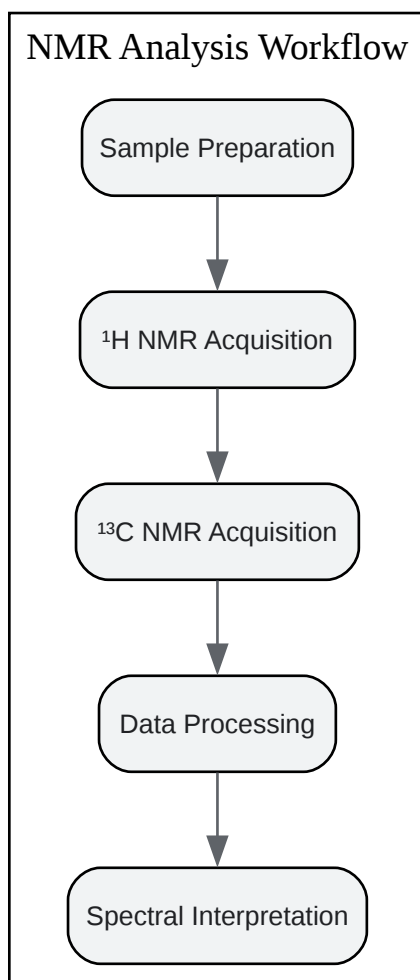 NMR Analysis Workflow
Sample Preparation
¹H NMR Acquisition
¹³C NMR Acquisition
Data Processing
Spectral Interpretation